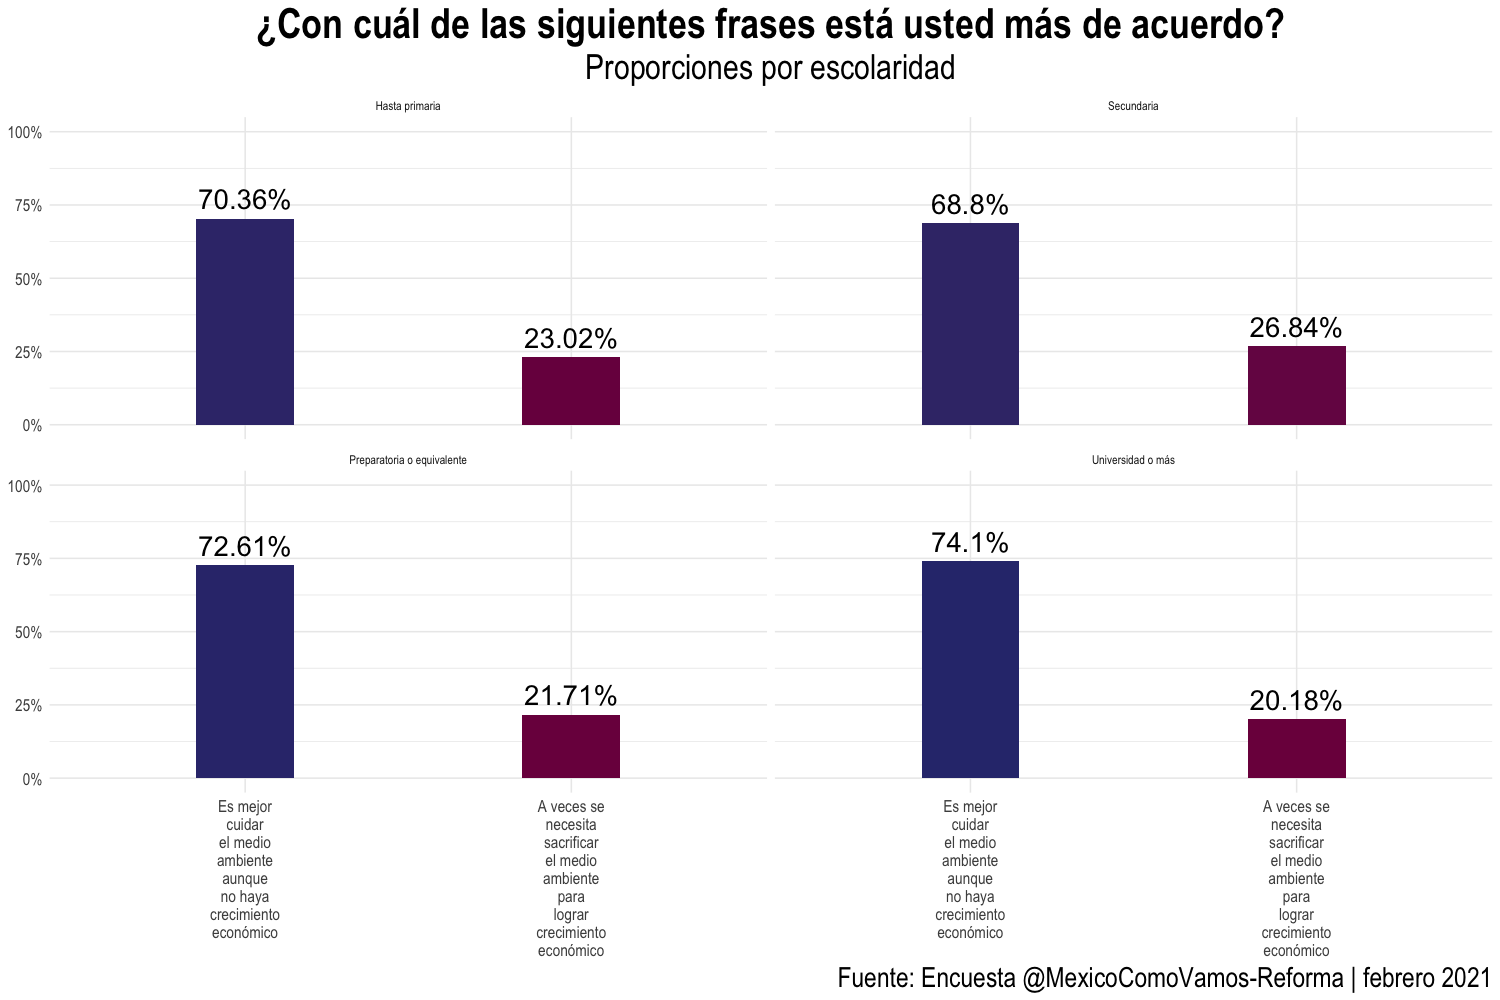 ¿Con cuál de las siguientes frases está usted más de acuerdo?
Proporciones por escolaridad
Hasta primaria
100%
75%
50%
25%
0%
70.36%
23.02%
Secundaria
68.8%
26.84%
Preparatoria o equivalente
100%
75%
50%
25%
0%
72.61%
21.71%
Universidad o más
74.1%
20.18%
Es mejor
cuidar
el medio
ambiente
aunque
no haya
crecimiento
económico
A veces se
necesita
sacrificar
el medio
ambiente
para
lograr
crecimiento
económico
Es mejor
cuidar
el medio
ambiente
aunque
no haya
crecimiento
económico
A veces se
necesita
sacrificar
el medio
ambiente
para
lograr
crecimiento
económico
Fuente: Encuesta @MexicoComoVamos-Reforma | febrero 2021